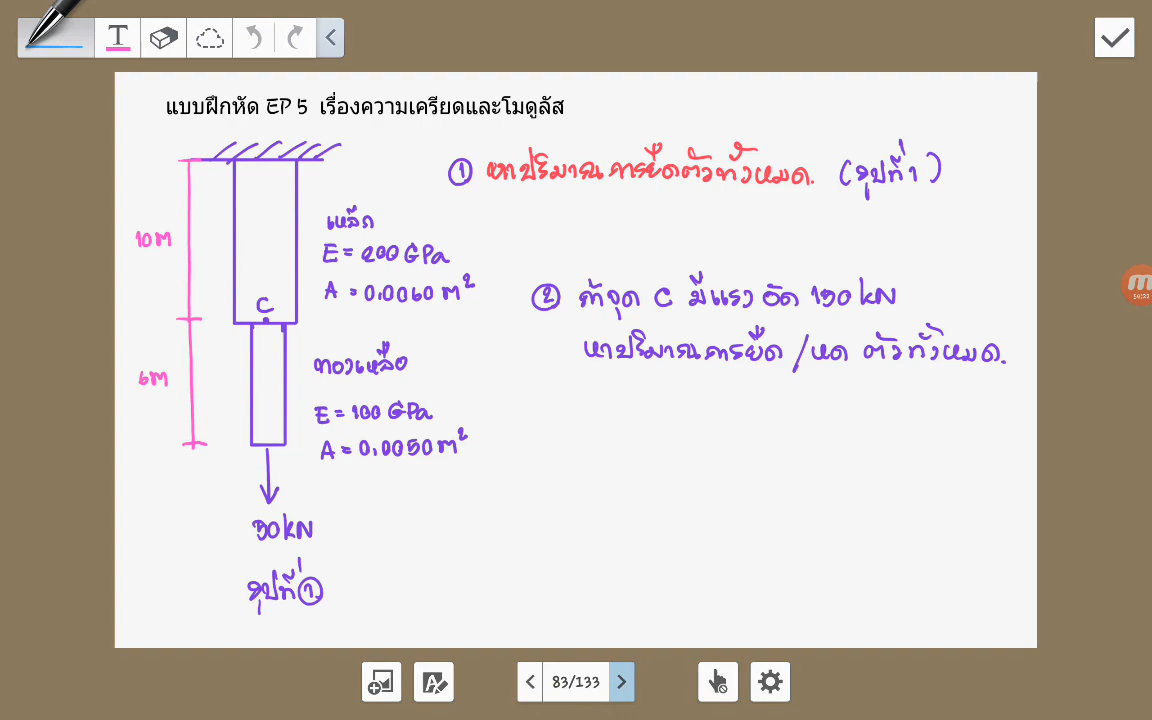 แบบฝึกหัด EP 5 เรื่องความเครียดและโมดูลัส
① หาปริมาณการยืดตัวทั้งหมด. (รูปที่ 1)
10 m
เหล็ก
E = 200 GPa
A = 0.0060 m²
C
② ถ้าจุด C มีแรงอัด 150 kN
หาปริมาณการยืด/หด ตัวทั้งหมด.
6m
ทองเหลือง
E = 100 GPa
A = 0.0050 m²
50 kN
รูปที่ ①
83/133